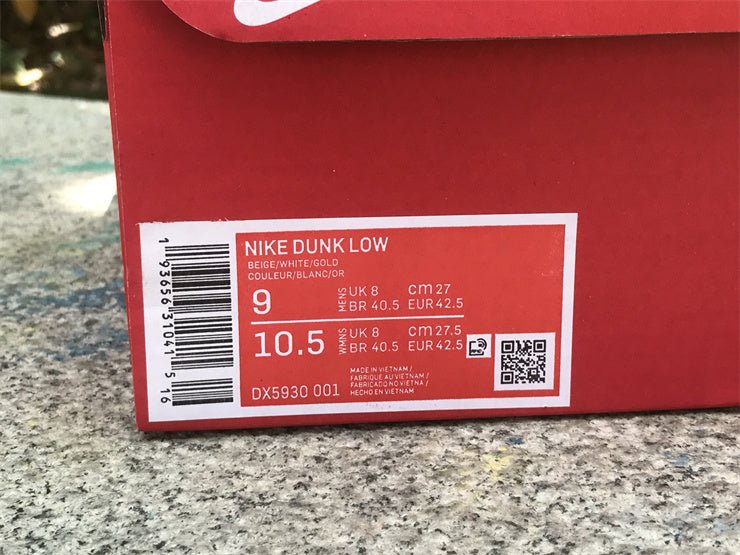 NIKE DUNK LOW
BEIGE/WHITE/GOLD
COULEUR/BLANC/OR
9
MENS
UK 8 cm 27
BR 40.5 EUR 42.5
10.5
WMNS
UK 8 cm 27.5
BR 40.5 EUR 42.5
DX5930 001
MADE IN VIETNAM /
FABRIQUE AU VIETNAM /
FABRICADO NO VIETNA /
HECHO EN VIETNAM
1 93656 31041 5 16